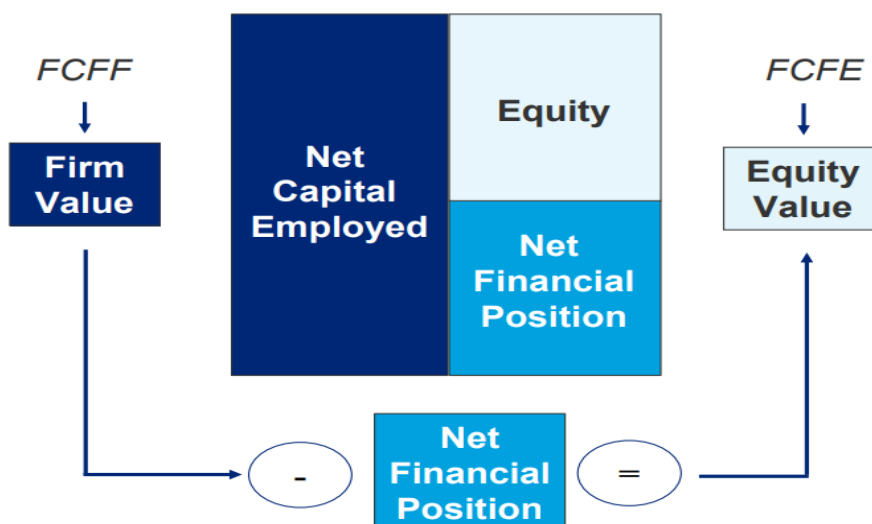 FCFF
Firm
Value
Net
Capital
Employed
Equity
Net
Financial
Position
FCFE
Equity
Value
-
Net
Financial
Position
=